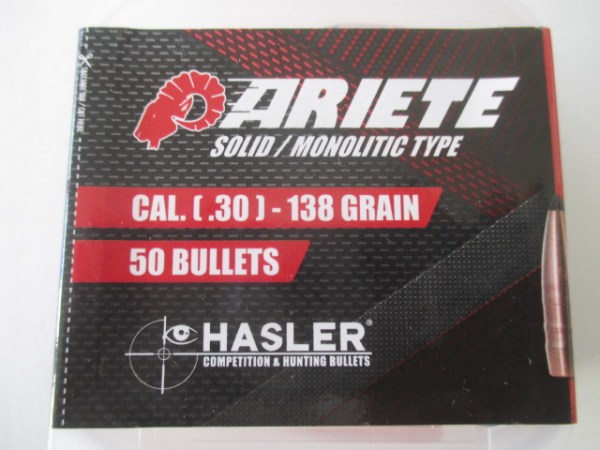 ARIETE
SOLID / MONOLITIC TYPE
CAL. ( .30 ) - 138 GRAIN
50 BULLETS
HASLER®
COMPETITION & HUNTING BULLETS